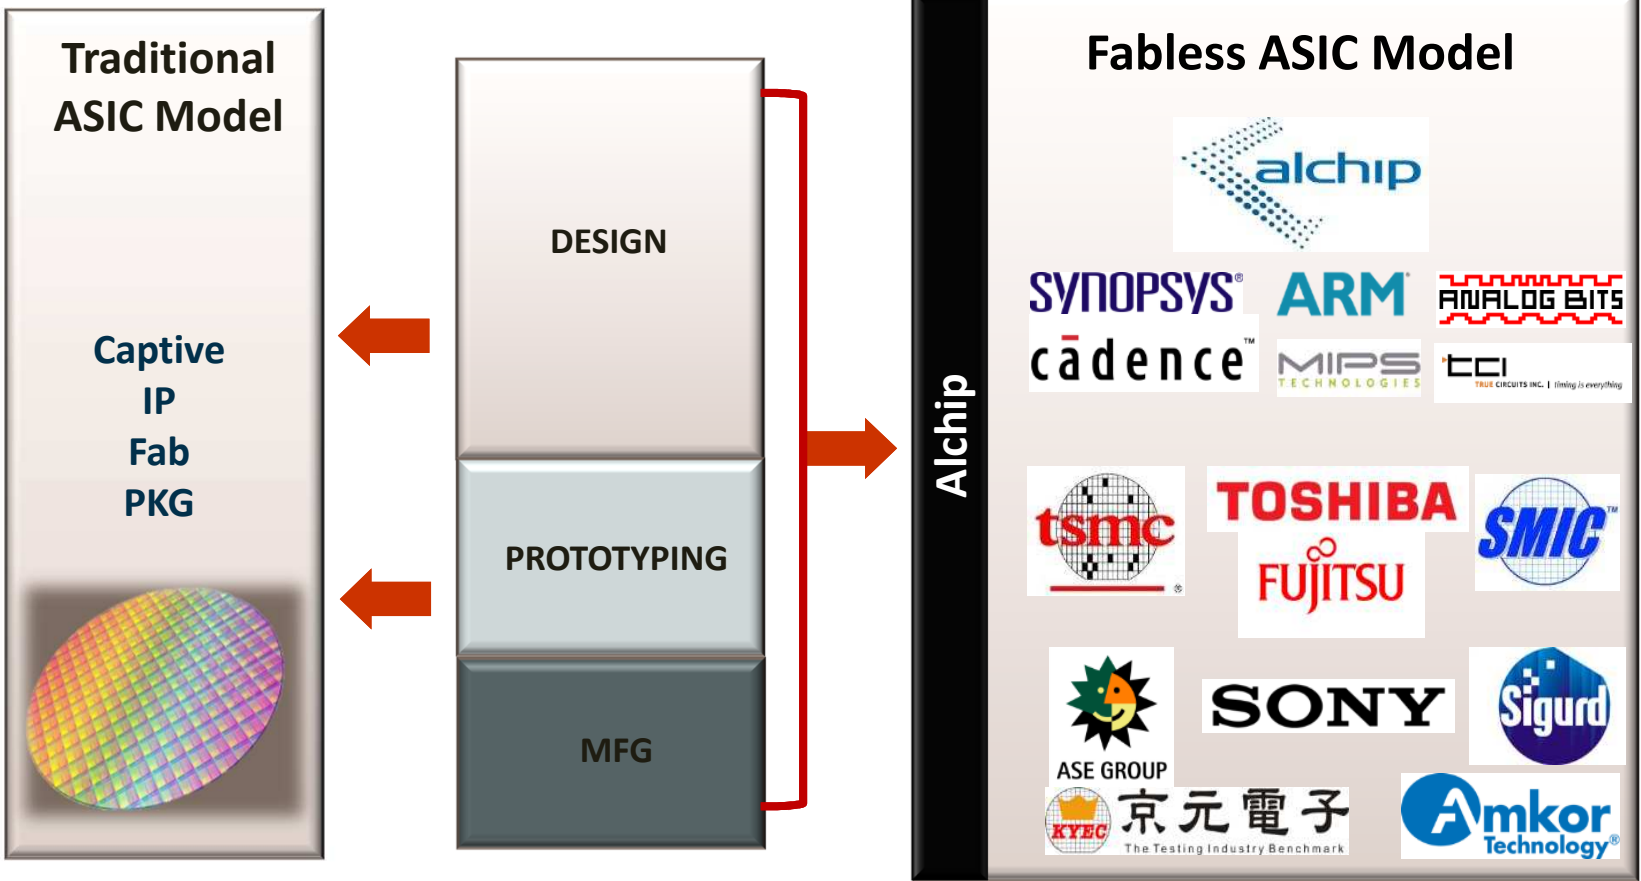 Traditional
ASIC Model
Captive
IP
Fab
PKG
DESIGN
PROTOTYPING
MFG
Alchip
Fabless ASIC Model
alchip
SYNOPSYS®
ARM
ANALOG BITS
cādence™
MIPS
TECHNOLOGIES
TCI
TRUE CIRCUITS INC. | timing is everything
tsmc
®
TOSHIBA
FUJITSU
SMIC™
ASE GROUP
SONY
Sigurd
KYEC
京元電子
The Testing Industry Benchmark
Amkor
Technology®